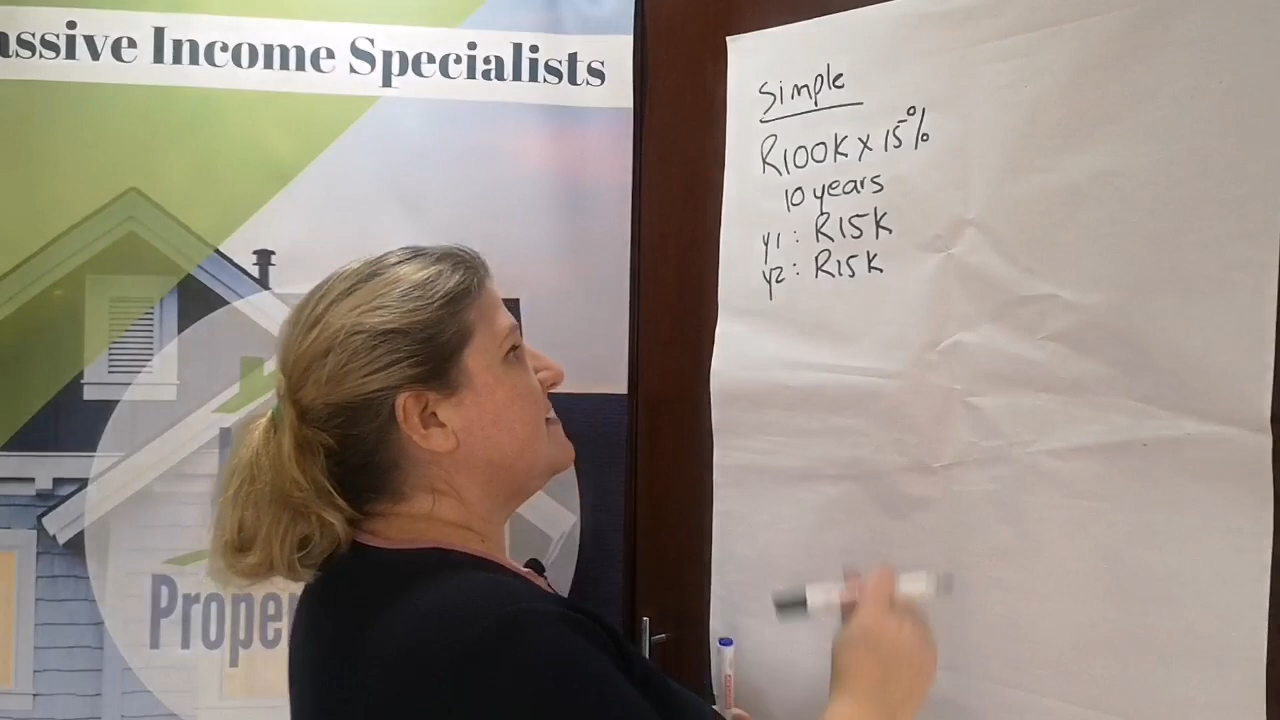 assive Income Specialists
Proper
Simple
R100K x 15%
10 years
y1: R15K
y2: R15K